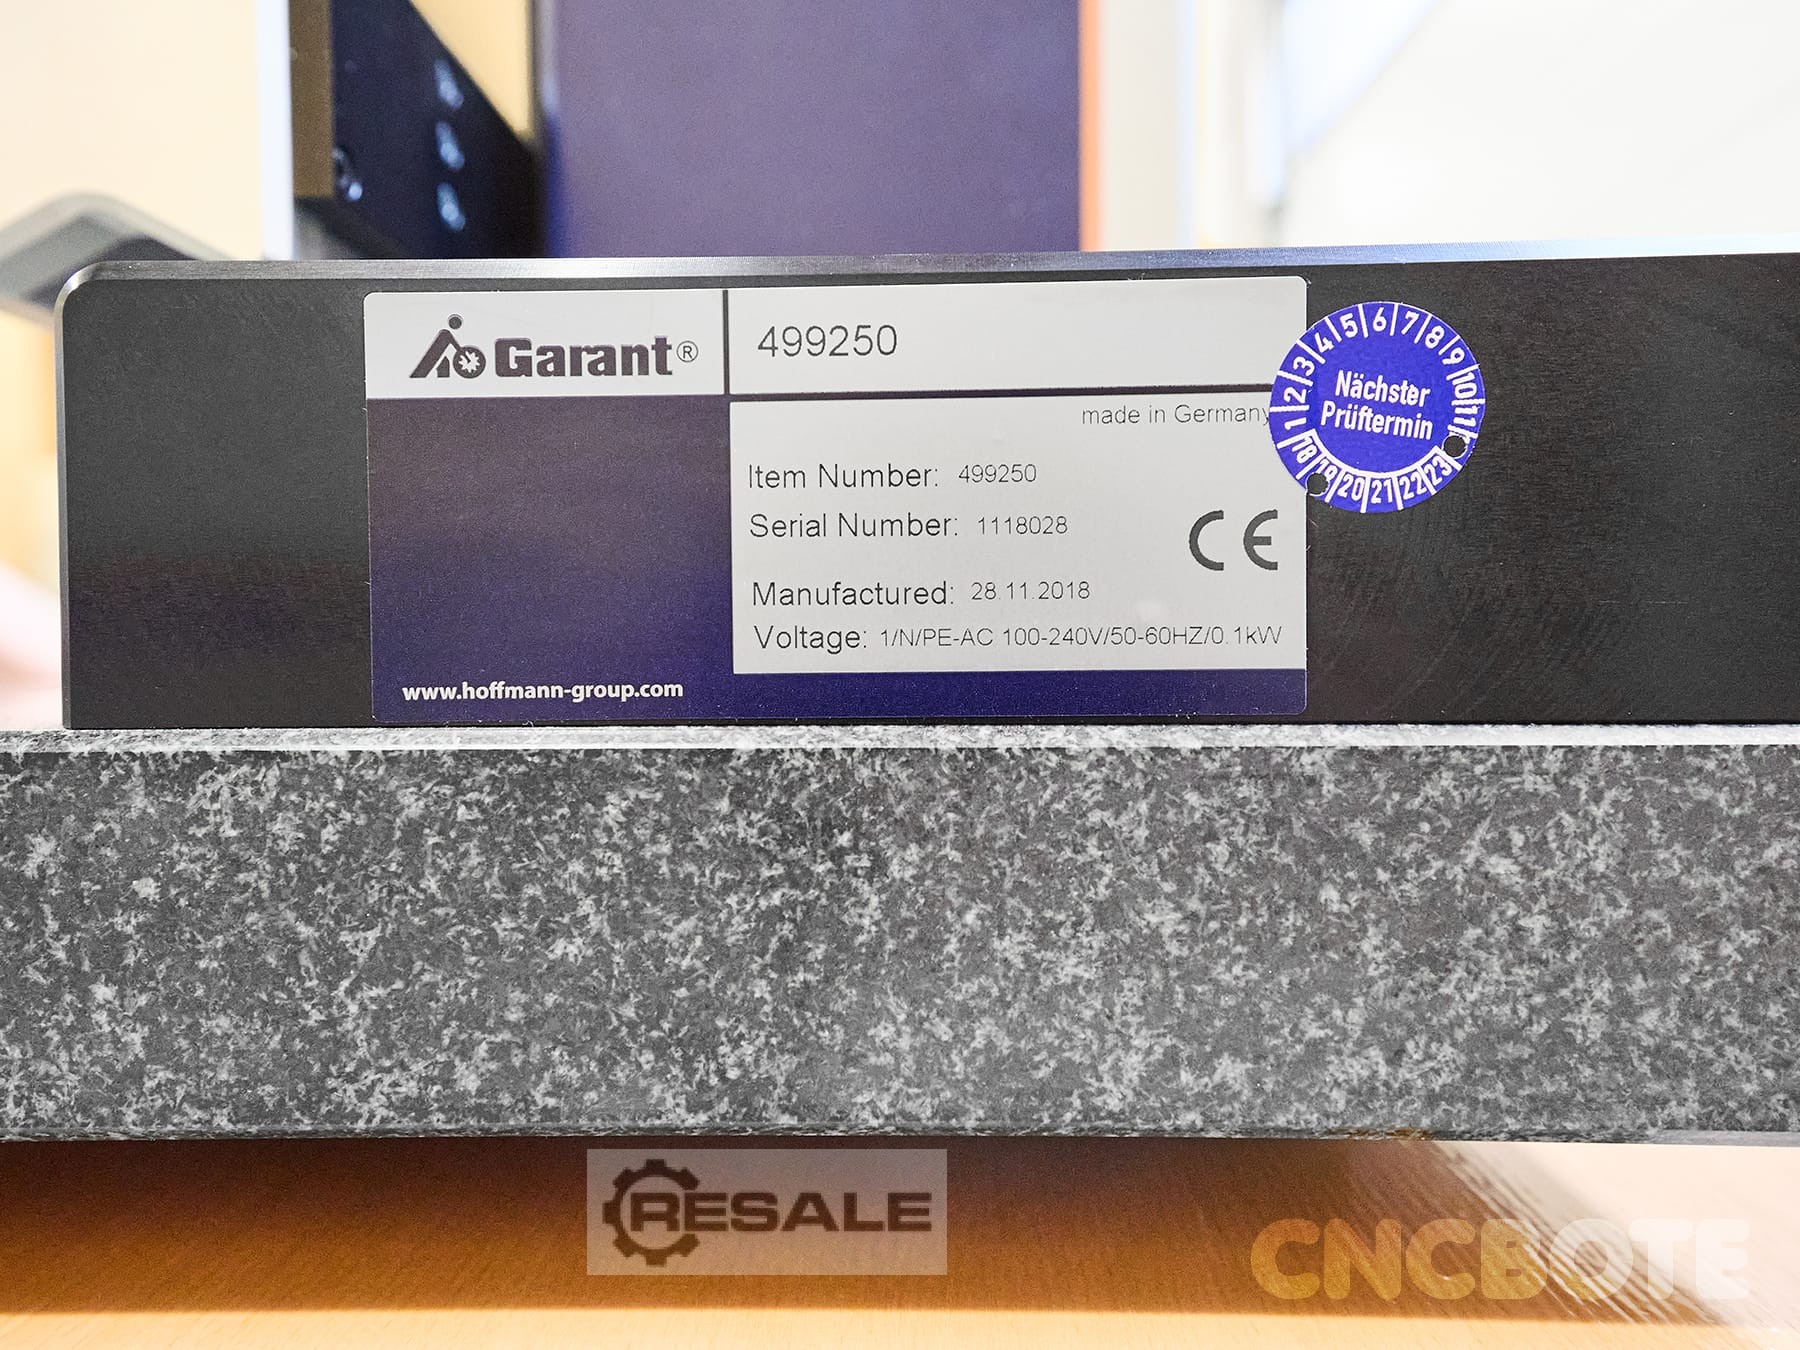 Garant®
499250
made in Germany
Item Number: 499250
Serial Number: 1118028
CE
Manufactured: 28.11.2018
Voltage: 1/N/PE-AC 100-240V/50-60HZ/0.1kW
www.hoffmann-group.com
1 2 3 4 5 6 7 8 9 10 11
Nächster
Prüftermin
18 19 20 21 22 23
RESALE
CNCBOTE